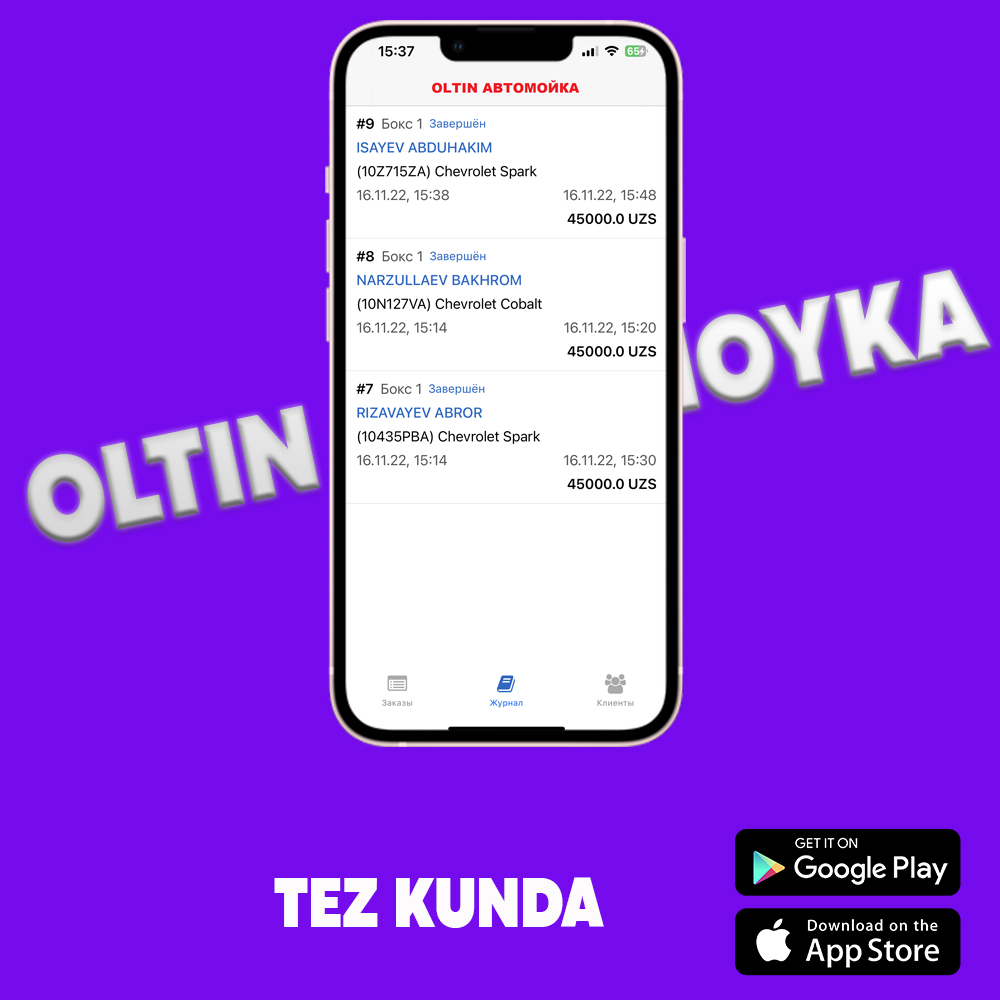 15:37
65
OLTIN АВТОМОЙКА
#9 Бокс 1 Завершён
ISAYEV ABDUHAKIM
(10Z715ZA) Chevrolet Spark
16.11.22, 15:38 16.11.22, 15:48
45000.0 UZS
#8 Бокс 1 Завершён
NARZULLAEV BAKHROM
(10N127VA) Chevrolet Cobalt
16.11.22, 15:14 16.11.22, 15:20
45000.0 UZS
#7 Бокс 1 Завершён
RIZAVAYEV ABROR
(10435PBA) Chevrolet Spark
16.11.22, 15:14 16.11.22, 15:30
45000.0 UZS
Заказы Журнал Клиенты
OLTIN
OYKA
TEZ KUNDA
GET IT ON
Google Play
Download on the
App Store